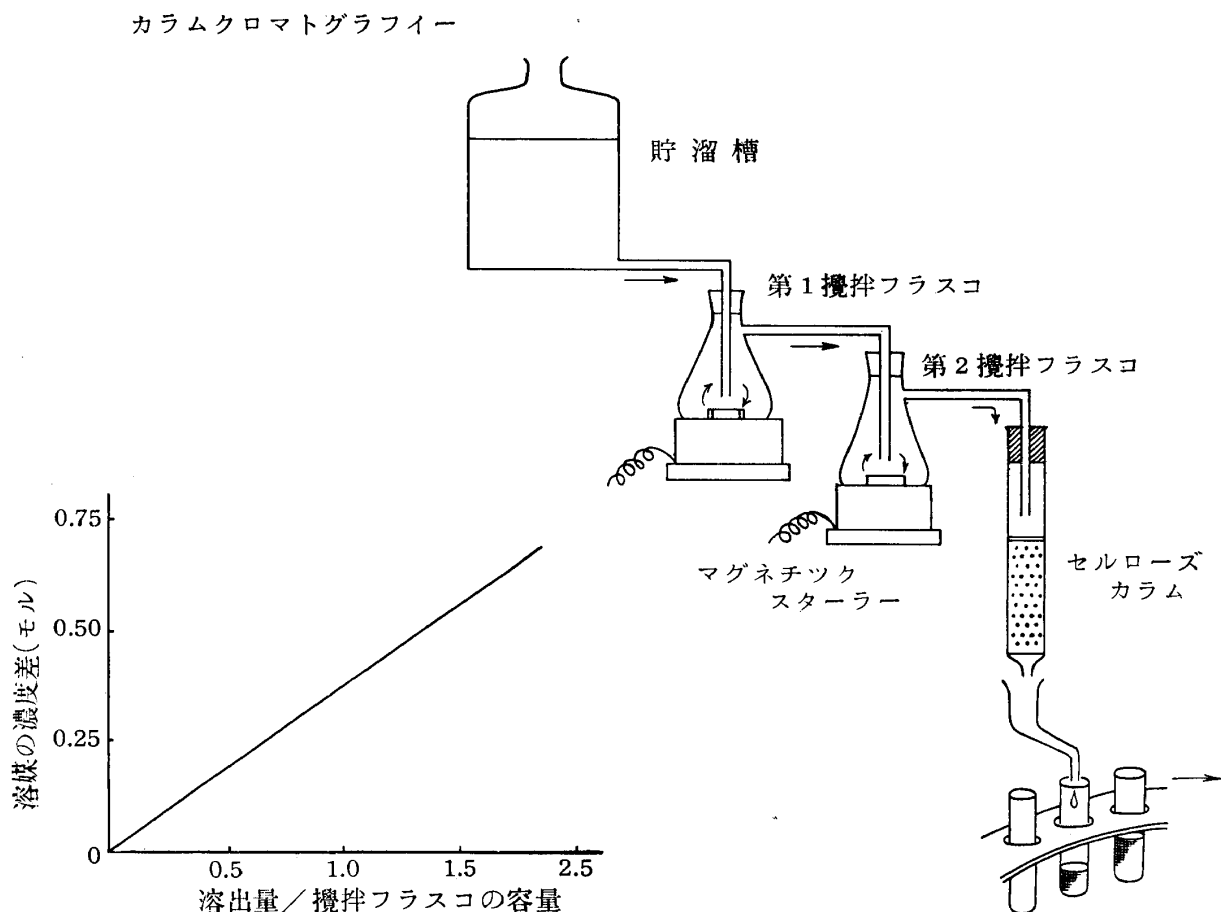 カラムクロマトグラフイー
貯溜槽
第1攪拌フラスコ
第2攪拌フラスコ
マグネチツク
スターラー
セルローズ
カラム
溶媒の濃度差(モル)
0.75
0.50
0.25
0
0.5
1.0
1.5
2.5
溶出量/攪拌フラスコの容量